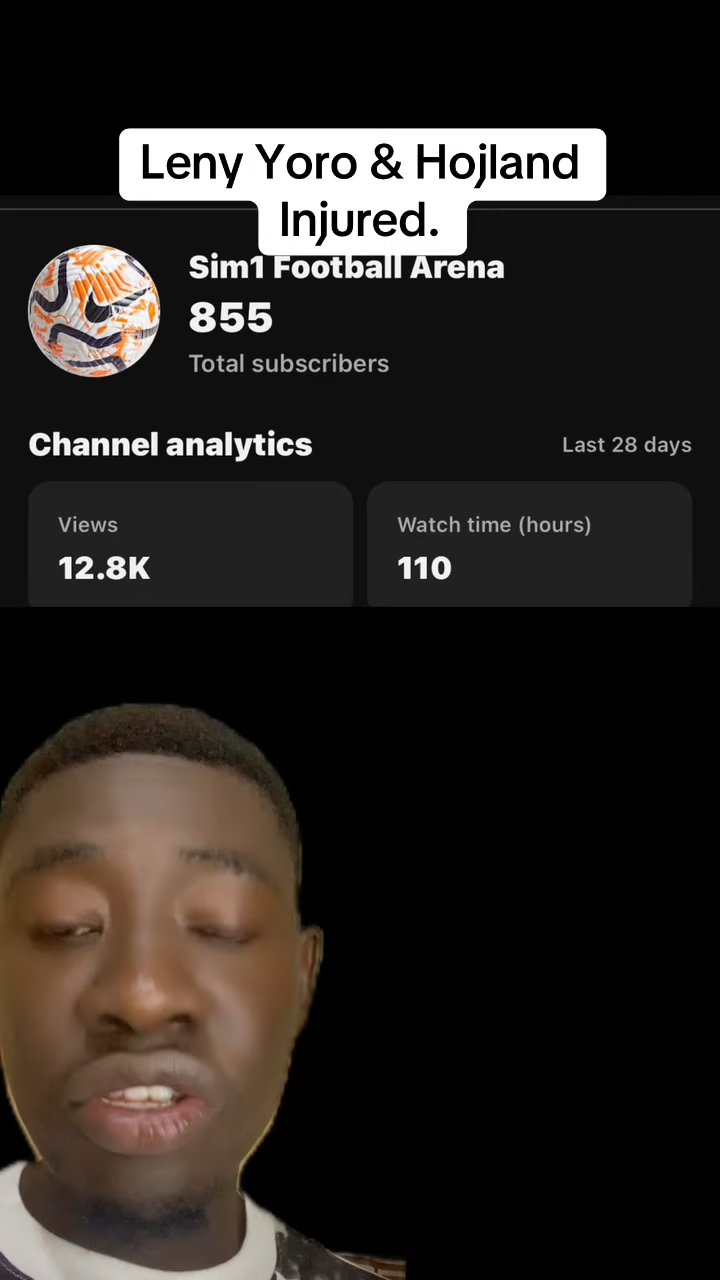 Leny Yoro & Hojland
Injured.
Sim1 Football Arena
855
Total subscribers
Channel analytics
Last 28 days
Views
Watch time (hours)
12.8K
110